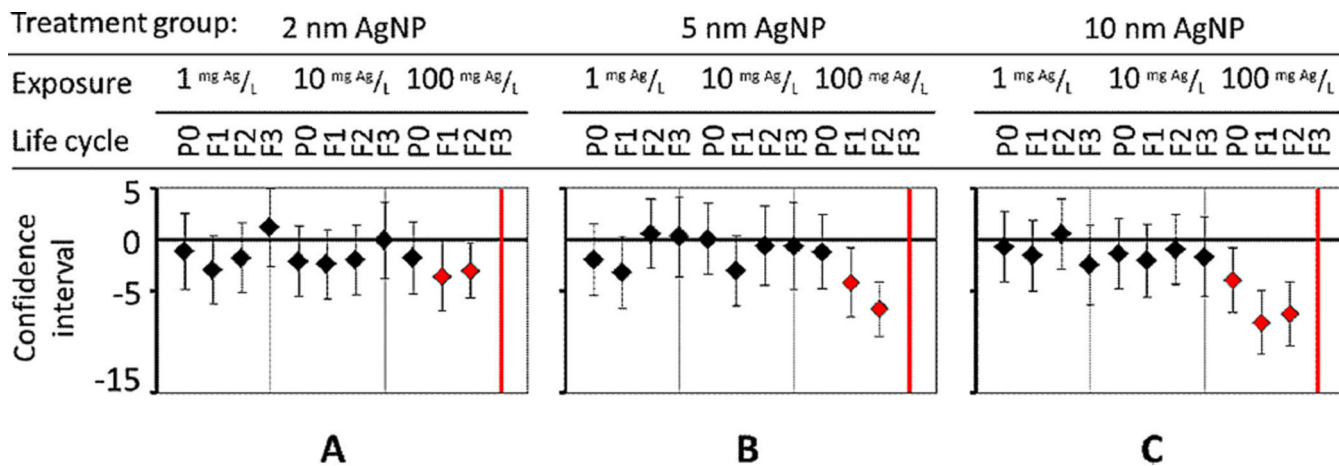 Treatment group: 2 nm AgNP 5 nm AgNP 10 nm AgNP
Exposure 1 mg Ag/L 10 mg Ag/L 100 mg Ag/L 1 mg Ag/L 10 mg Ag/L 100 mg Ag/L 1 mg Ag/L 10 mg Ag/L 100 mg Ag/L
Life cycle P0 F1 F2 F3 P0 F1 F2 F3 P0 F1 F2 F3 P0 F1 F2 F3 P0 F1 F2 F3 P0 F1 F2 F3 P0 F1 F2 F3 P0 F1 F2 F3 P0 F1 F2 F3
Confidence
interval
5
0
-5
-15
A B C